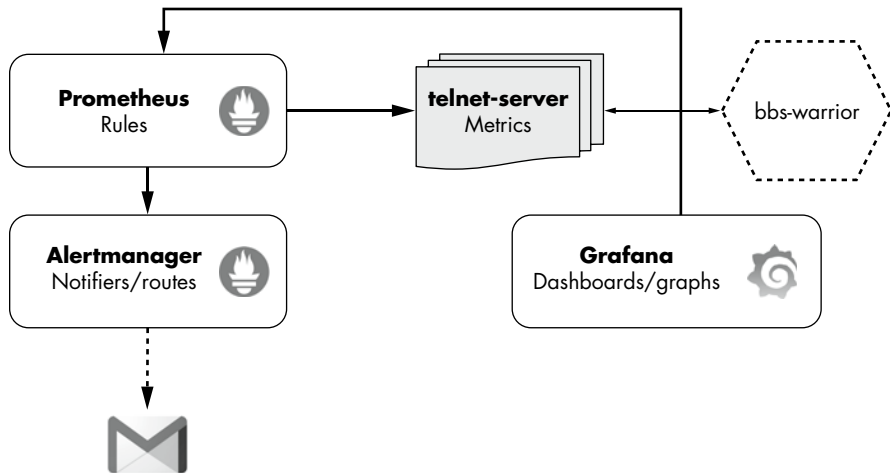 Prometheus
Rules
telnet-server
Metrics
bbs-warrior
Alertmanager
Notifiers/routes
Grafana
Dashboards/graphs